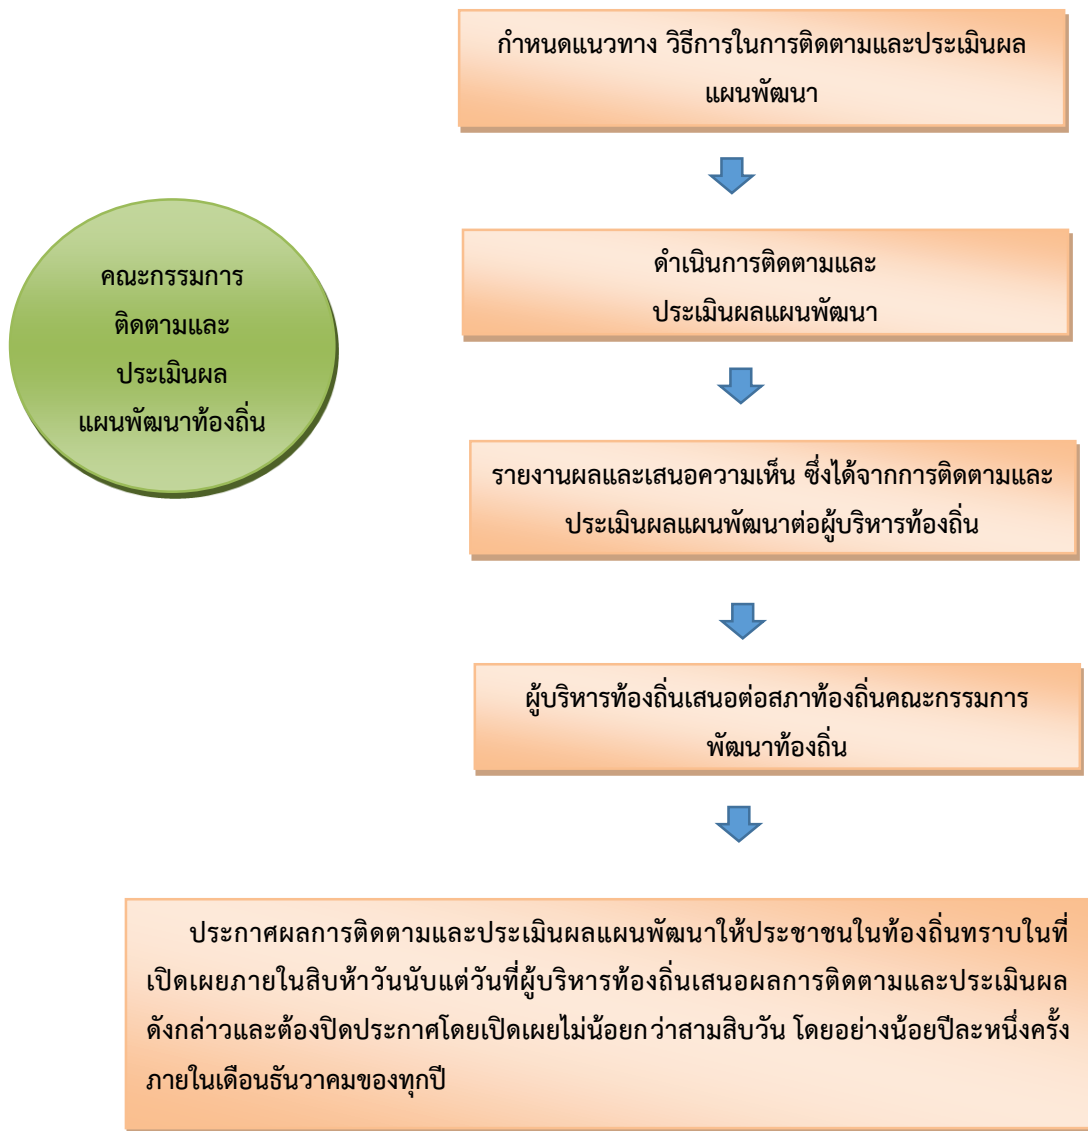 กำหนดแนวทาง วิธีการในการติดตามและประเมินผล
แผนพัฒนา
คณะกรรมการ
ติดตามและ
ประเมินผล
แผนพัฒนาท้องถิ่น
ดำเนินการติดตามและ
ประเมินผลแผนพัฒนา
รายงานผลและเสนอความเห็น ซึ่งได้จากการติดตามและ
ประเมินผลแผนพัฒนาต่อผู้บริหารท้องถิ่น
ผู้บริหารท้องถิ่นเสนอต่อสภาท้องถิ่นคณะกรรมการ
พัฒนาท้องถิ่น
ประกาศผลการติดตามและประเมินผลแผนพัฒนาให้ประชาชนในท้องถิ่นทราบในที่
เปิดเผยภายในสิบห้าวันนับแต่วันที่ผู้บริหารท้องถิ่นเสนอผลการติดตามและประเมินผล
ดังกล่าวและต้องปิดประกาศโดยเปิดเผยไม่น้อยกว่าสามสิบวัน โดยอย่างน้อยปีละหนึ่งครั้ง
ภายในเดือนธันวาคมของทุกปี